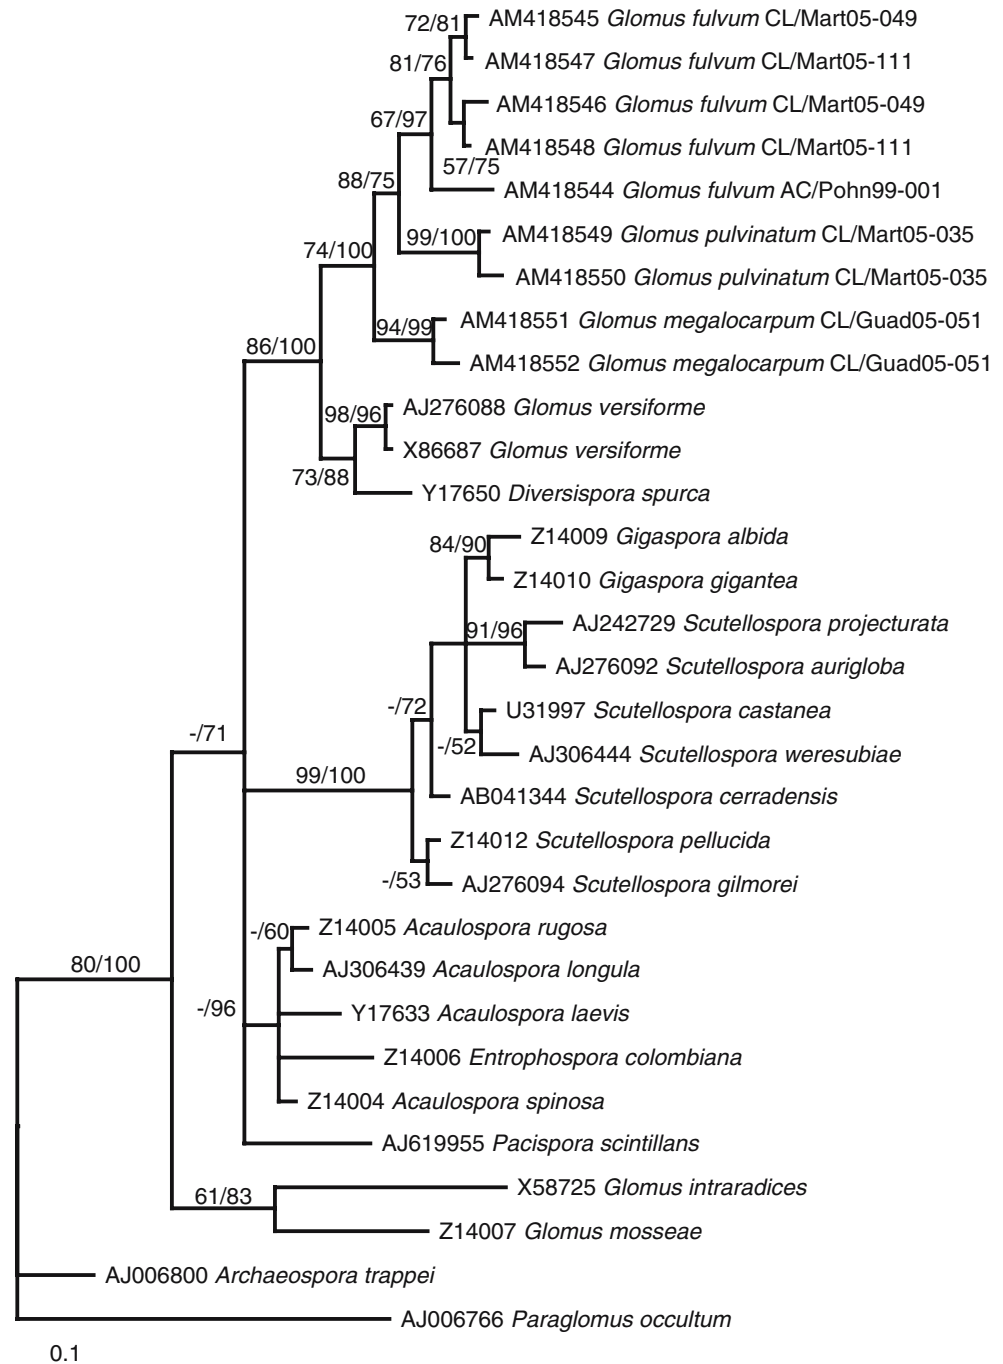 72/81
AM418545 Glomus fulvum CL/Mart05-049
AM418547 Glomus fulvum CL/Mart05-111
81/76
AM418546 Glomus fulvum CL/Mart05-049
67/97
AM418548 Glomus fulvum CL/Mart05-111
57/75
88/75
AM418544 Glomus fulvum AC/Pohn99-001
99/100
AM418549 Glomus pulvinatum CL/Mart05-035
74/100
AM418550 Glomus pulvinatum CL/Mart05-035
94/99
AM418551 Glomus megalocarpum CL/Guad05-051
86/100
AM418552 Glomus megalocarpum CL/Guad05-051
98/96
AJ276088 Glomus versiforme
X86687 Glomus versiforme
73/88
Y17650 Diversispora spurca
84/90
Z14009 Gigaspora albida
Z14010 Gigaspora gigantea
91/96
AJ242729 Scutellospora projecturata
AJ276092 Scutellospora aurigloba
-/72
U31997 Scutellospora castanea
-/71
-/52
AJ306444 Scutellospora weresubiae
99/100
AB041344 Scutellospora cerradensis
Z14012 Scutellospora pellucida
-/53
AJ276094 Scutellospora gilmorei
-/60
Z14005 Acaulospora rugosa
80/100
AJ306439 Acaulospora longula
-/96
Y17633 Acaulospora laevis
Z14006 Entrophospora colombiana
Z14004 Acaulospora spinosa
AJ619955 Pacispora scintillans
61/83
X58725 Glomus intraradices
Z14007 Glomus mosseae
AJ006800 Archaeospora trappei
AJ006766 Paraglomus occultum
0.1